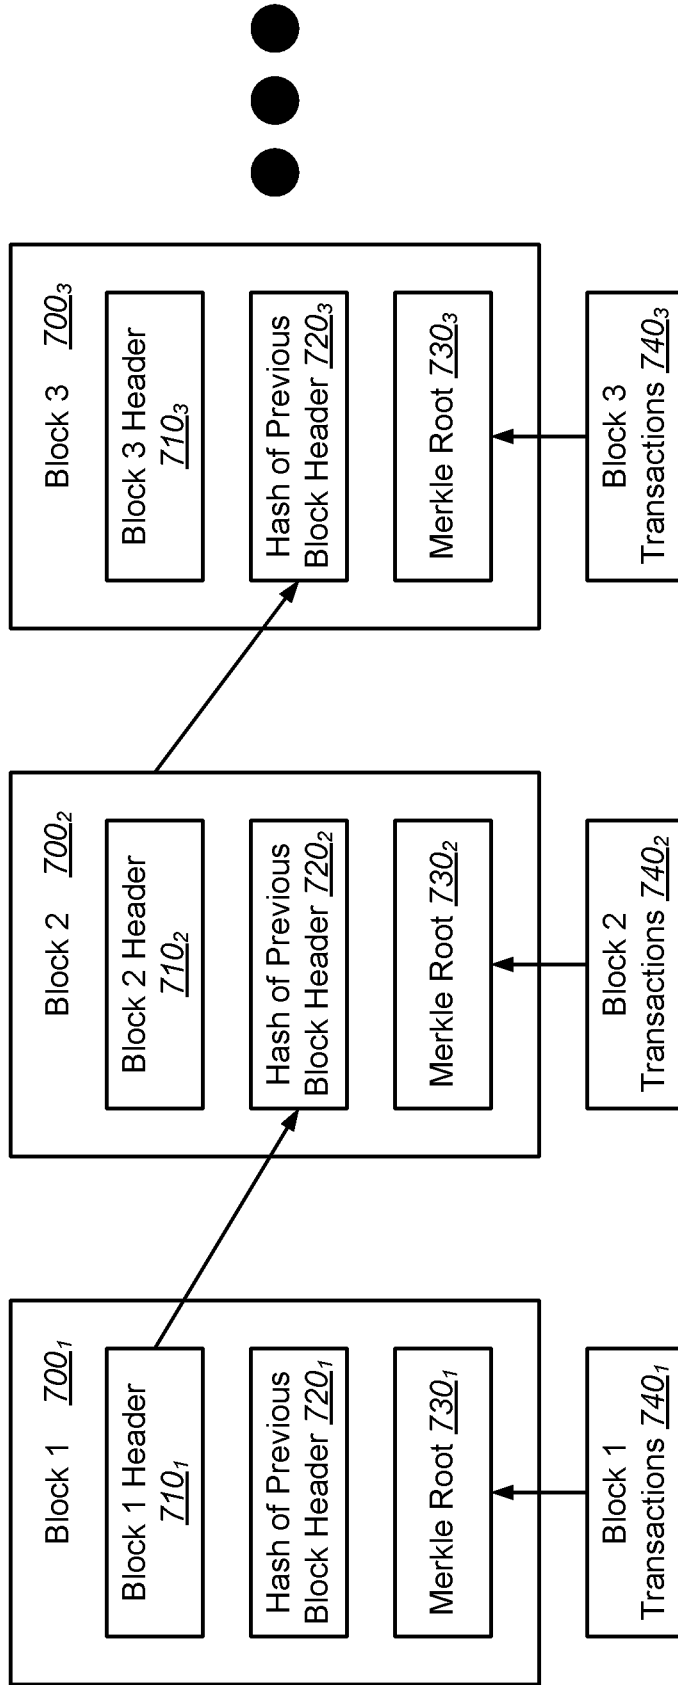 Block 1 700₁
Block 1 Header
710₁
Hash of Previous
Block Header 720₁
Merkle Root 730₁
Block 1
Transactions 740₁
Block 2 700₂
Block 2 Header
710₂
Hash of Previous
Block Header 720₂
Merkle Root 730₂
Block 2
Transactions 740₂
Block 3 700₃
Block 3 Header
710₃
Hash of Previous
Block Header 720₃
Merkle Root 730₃
Block 3
Transactions 740₃